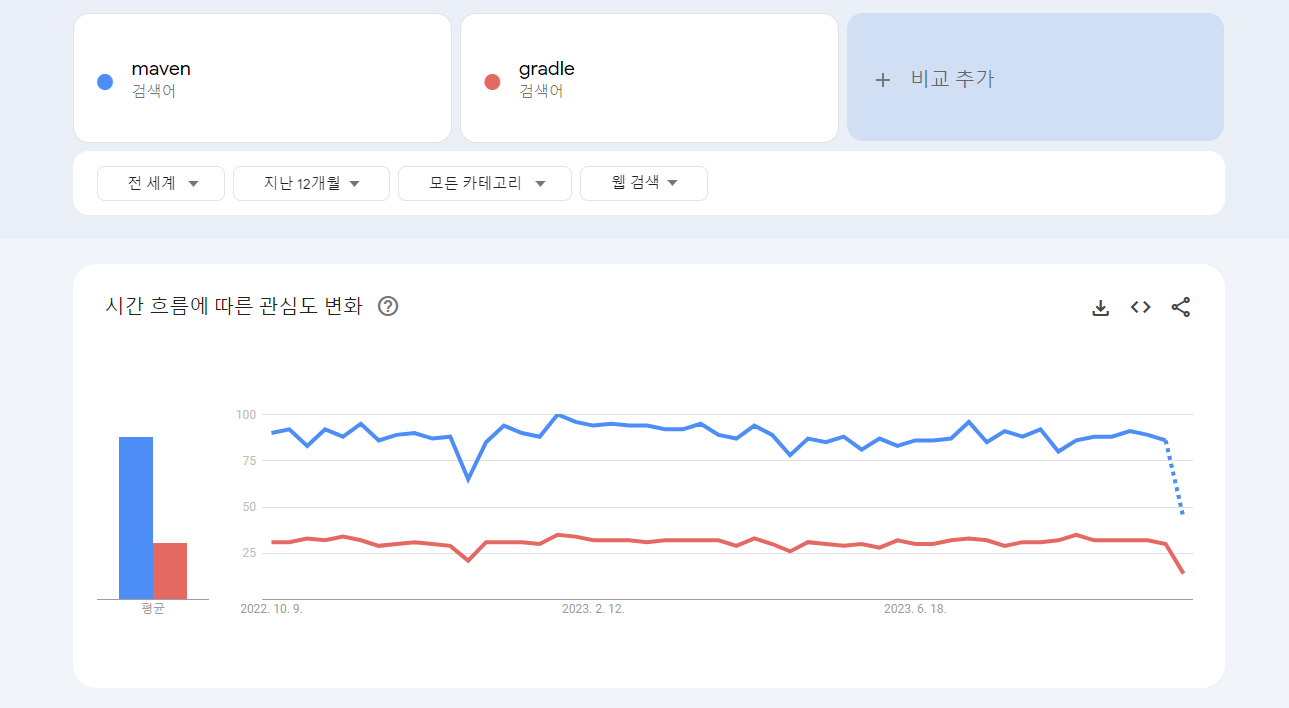 maven
검색어
gradle
검색어
+ 비교 추가
전 세계
지난 12개월
모든 카테고리
웹 검색
시간 흐름에 따른 관심도 변화
100
75
50
25
평균
2022. 10. 9.
2023. 2. 12.
2023. 6. 18.